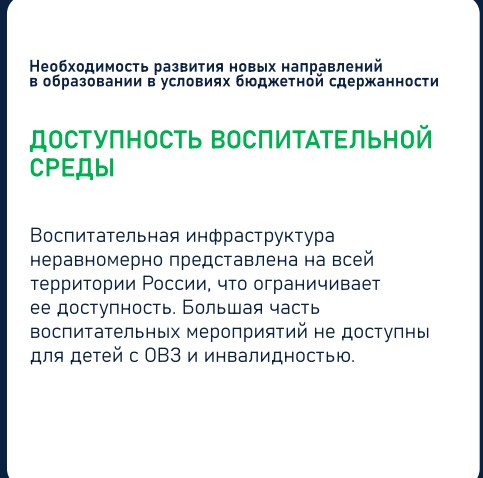 Необходимость развития новых направлений
в образовании в условиях бюджетной сдержанности
ДОСТУПНОСТЬ ВОСПИТАТЕЛЬНОЙ
СРЕДЫ
Воспитательная инфраструктура
неравномерно представлена на всей
территории России, что ограничивает
ее доступность. Большая часть
воспитательных мероприятий не доступны
для детей с ОВЗ и инвалидностью.